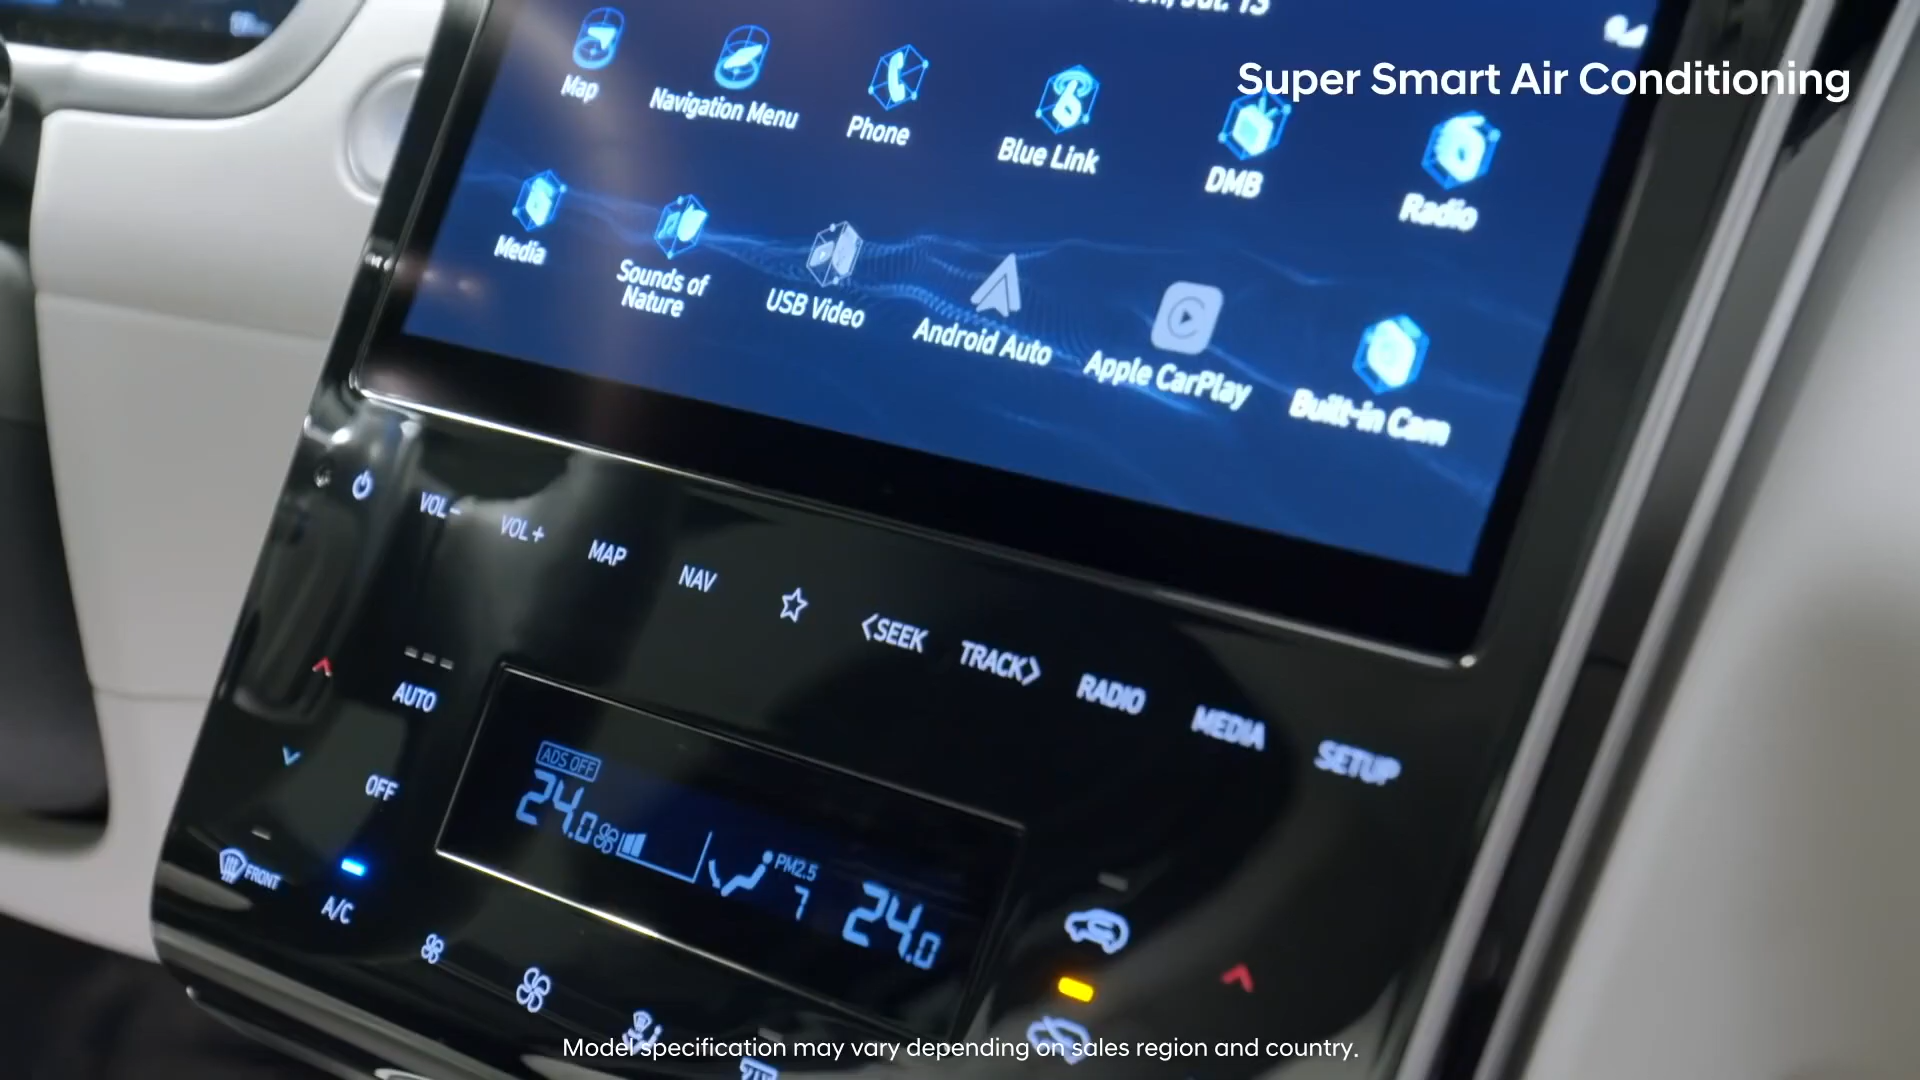 Super Smart Air Conditioning
Map
Navigation Menu
Phone
Blue Link
DMB
Radio
Media
Sounds of
Nature
USB Video
Android Auto
Apple CarPlay
Built-in Cam
VOL -
VOL +
MAP
NAV
<SEEK
TRACK>
RADIO
MEDIA
SETUP
AUTO
OFF
FRONT
A/C
ADS OFF
24.0
PM2.5
7
24.0
Model specification may vary depending on sales region and country.